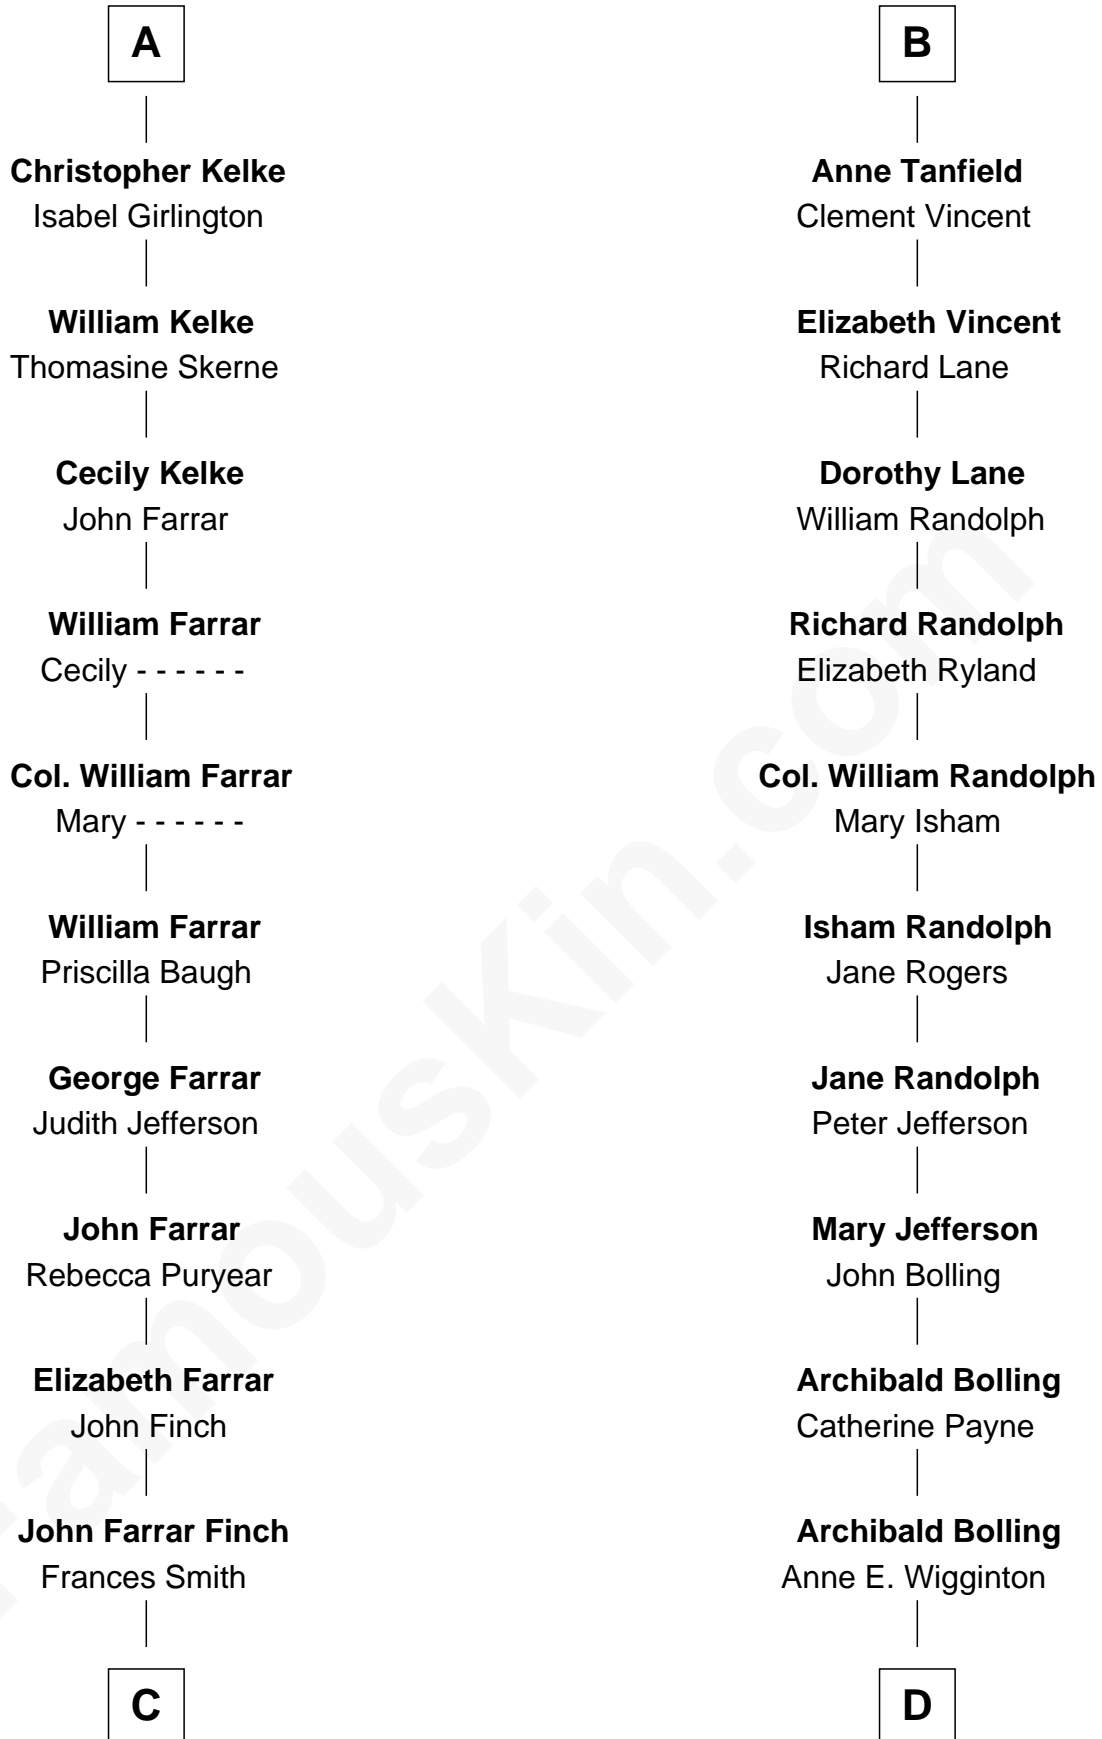 A
Christopher Kelke
Isabel Girlington
William Kelke
Thomasine Skerne
Cecily Kelke
John Farrar
William Farrar
Cecily - - - - - -
Col. William Farrar
Mary - - - - - -
William Farrar
Priscilla Baugh
George Farrar
Judith Jefferson
John Farrar
Rebecca Puryear
Elizabeth Farrar
John Finch
John Farrar Finch
Frances Smith
C
B
Anne Tanfield
Clement Vincent
Elizabeth Vincent
Richard Lane
Dorothy Lane
William Randolph
Richard Randolph
Elizabeth Ryland
Col. William Randolph
Mary Isham
Isham Randolph
Jane Rogers
Jane Randolph
Peter Jefferson
Mary Jefferson
John Bolling
Archibald Bolling
Catherine Payne
Archibald Bolling
Anne E. Wigginton
D
FamousKin.com